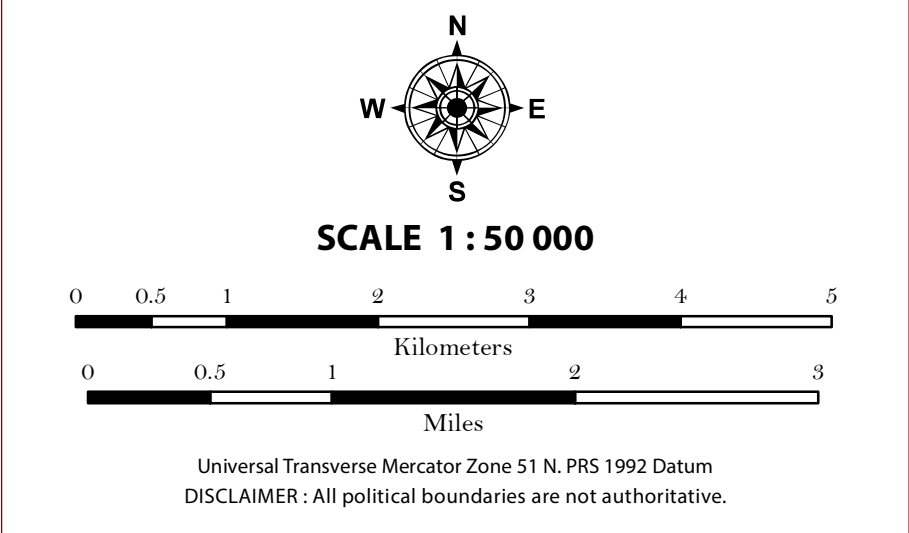 N
W E
S
SCALE 1 : 50 000
0 0.5 1 2 3 4 5
Kilometers
0 0.5 1 2 3
Miles
Universal Transverse Mercator Zone 51 N. PRS 1992 Datum
DISCLAIMER : All political boundaries are not authoritative.